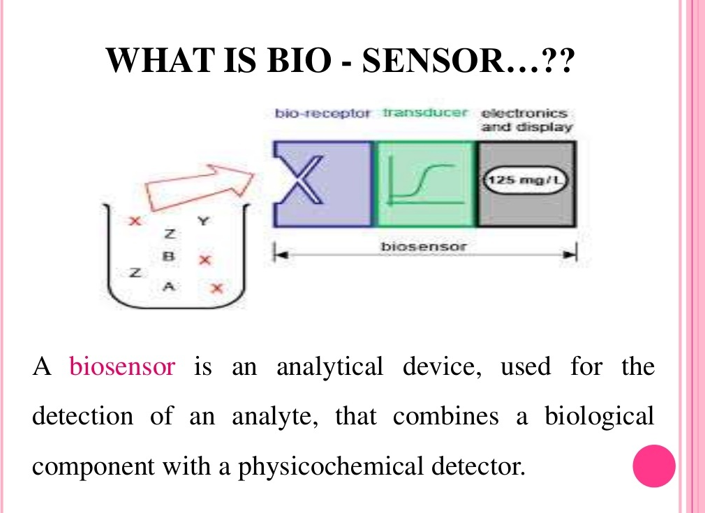 WHAT IS BIO - SENSOR…??
bio-receptor transducer electronics
and display
X
125 mg/L
X Y
Z
B X
Z
A X
biosensor
A biosensor is an analytical device, used for the
detection of an analyte, that combines a biological
component with a physicochemical detector.